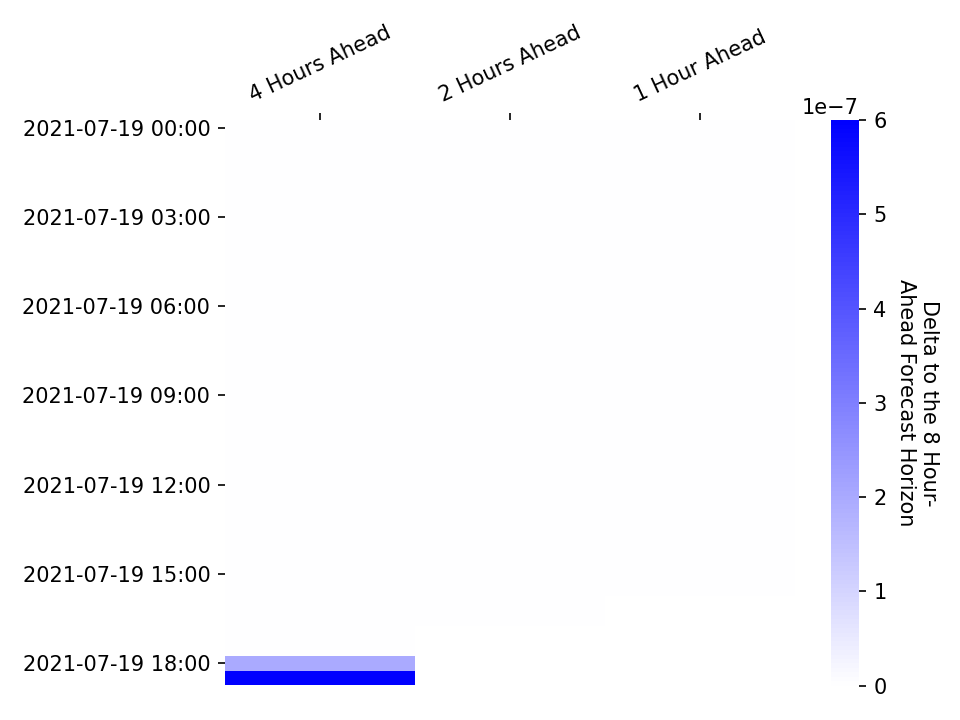 4 Hours Ahead
2 Hours Ahead
1 Hour Ahead
1e−7
2021-07-19 00:00
2021-07-19 03:00
2021-07-19 06:00
2021-07-19 09:00
2021-07-19 12:00
2021-07-19 15:00
2021-07-19 18:00
6
5
4
3
2
1
0
Delta to the 8 Hour-
Ahead Forecast Horizon